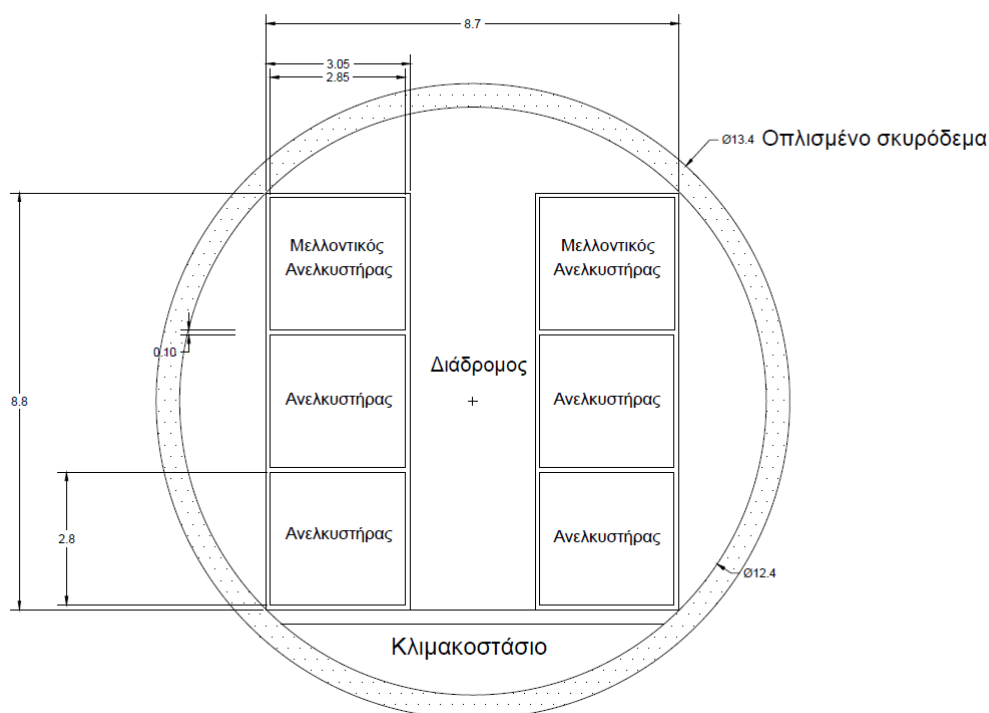 8.7
3.05
2.85
Ø13.4 Οπλισμένο σκυρόδεμα
Μελλοντικός
Ανελκυστήρας
Μελλοντικός
Ανελκυστήρας
0.10
Διάδρομος
8.8
Ανελκυστήρας
Ανελκυστήρας
2.8
Ανελκυστήρας
Ανελκυστήρας
Ø12.4
Κλιμακοστάσιο